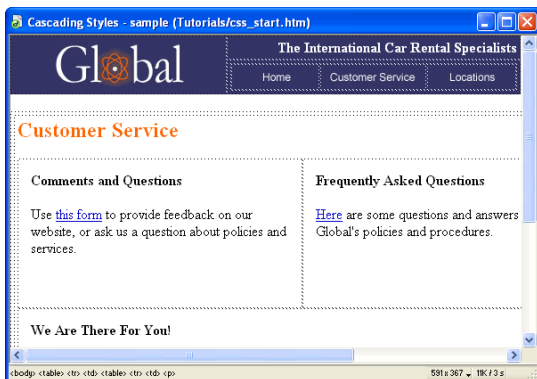 Cascading Styles - sample (Tutorials/css_start.htm)
Global
The International Car Rental Specialists
Home Customer Service Locations
Customer Service
Comments and Questions
Use this form to provide feedback on our
website, or ask us a question about policies and
services.
Frequently Asked Questions
Here are some questions and answers
Global's policies and procedures.
We Are There For You!
<body> <table> <tr> <td> <table> <tr> <td> <p>
591 x 367 11K / 3 s